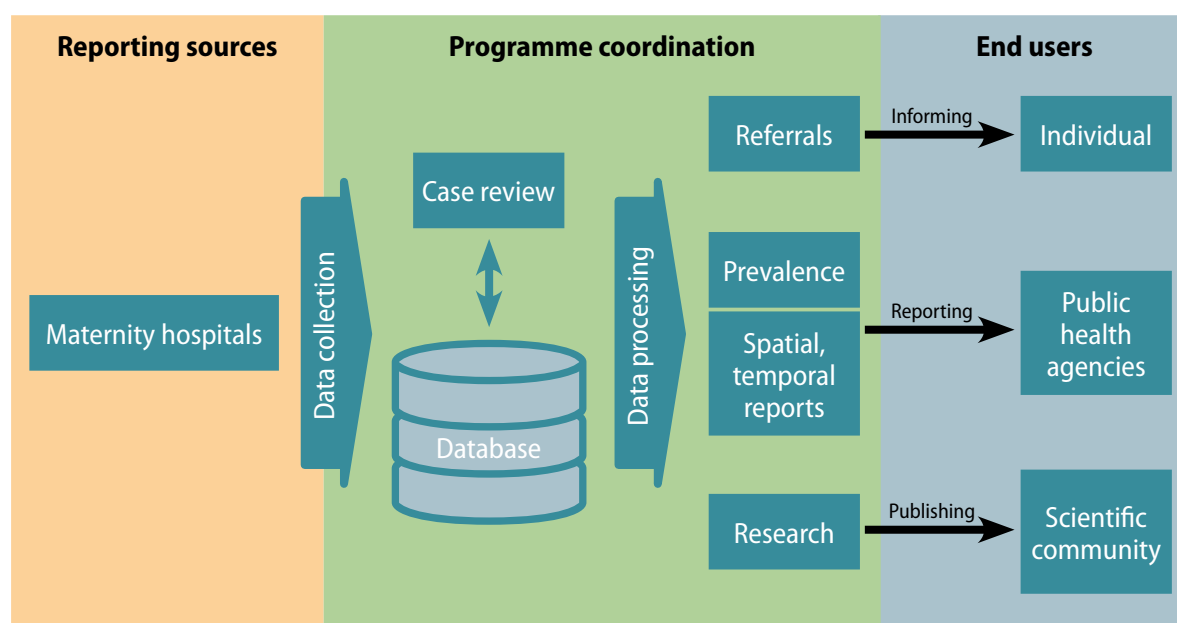 Reporting sources
Programme coordination
End users
Maternity hospitals
Data collection
Case review
Database
Data processing
Referrals
Informing
Individual
Prevalence
Spatial,
temporal
reports
Reporting
Public
health
agencies
Research
Publishing
Scientific
community